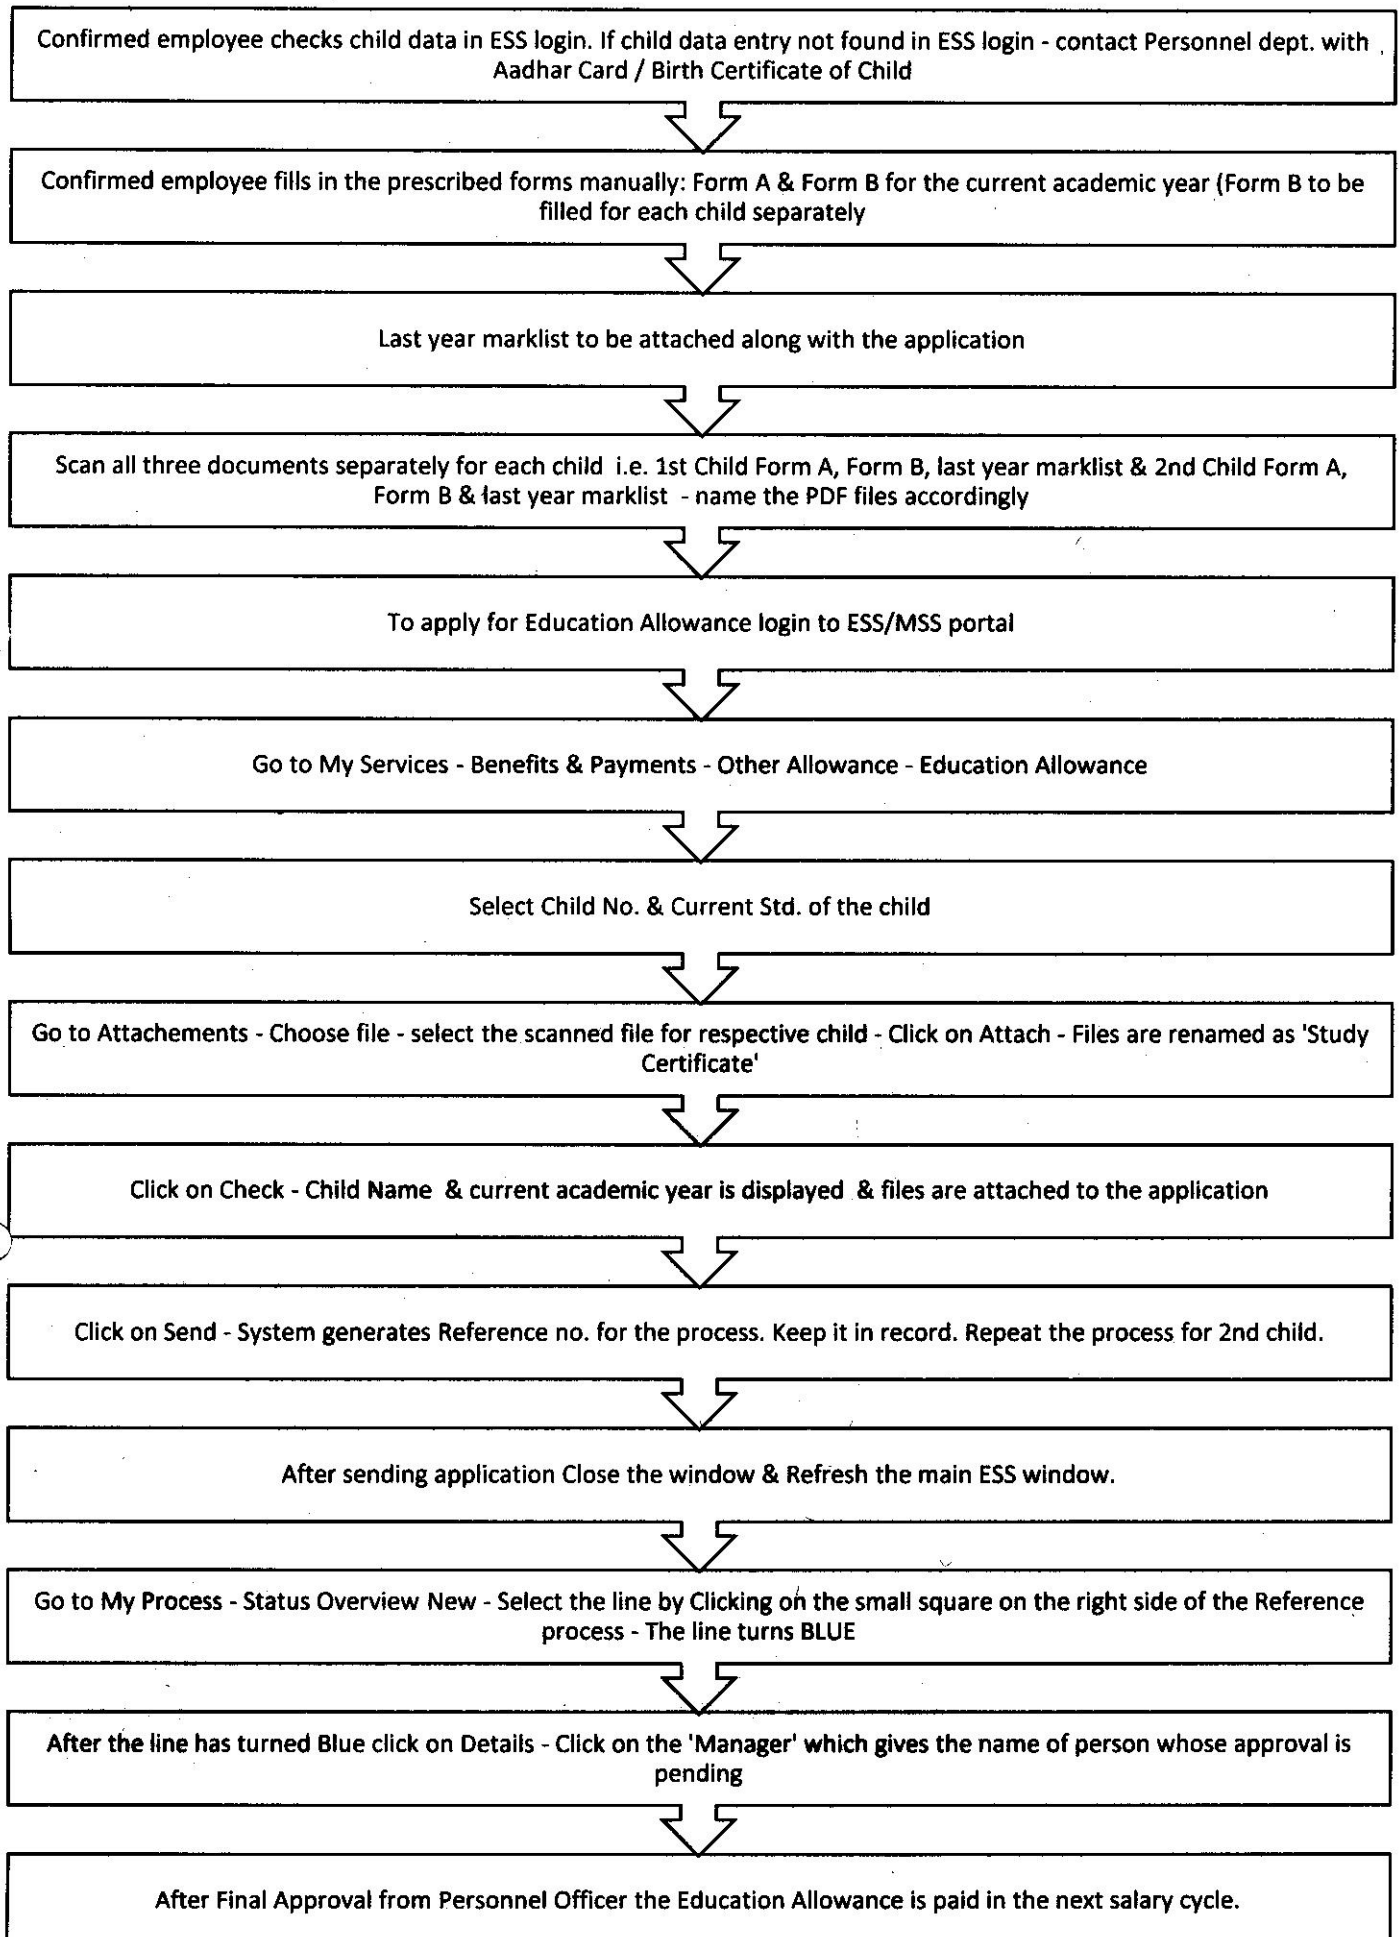 Confirmed employee checks child data in ESS login. If child data entry not found in ESS login - contact Personnel dept. with
Aadhar Card / Birth Certificate of Child
Confirmed employee fills in the prescribed forms manually: Form A & Form B for the current academic year (Form B to be
filled for each child separately
Last year marklist to be attached along with the application
Scan all three documents separately for each child i.e. 1st Child Form A, Form B, last year marklist & 2nd Child Form A,
Form B & last year marklist - name the PDF files accordingly
To apply for Education Allowance login to ESS/MSS portal
Go to My Services - Benefits & Payments - Other Allowance - Education Allowance
Select Child No. & Current Std. of the child
Go to Attachements - Choose file - select the scanned file for respective child - Click on Attach - Files are renamed as 'Study
Certificate'
Click on Check - Child Name & current academic year is displayed & files are attached to the application
Click on Send - System generates Reference no. for the process. Keep it in record. Repeat the process for 2nd child.
After sending application Close the window & Refresh the main ESS window.
Go to My Process - Status Overview New - Select the line by Clicking on the small square on the right side of the Reference
process - The line turns BLUE
After the line has turned Blue click on Details - Click on the 'Manager' which gives the name of person whose approval is
pending
After Final Approval from Personnel Officer the Education Allowance is paid in the next salary cycle.